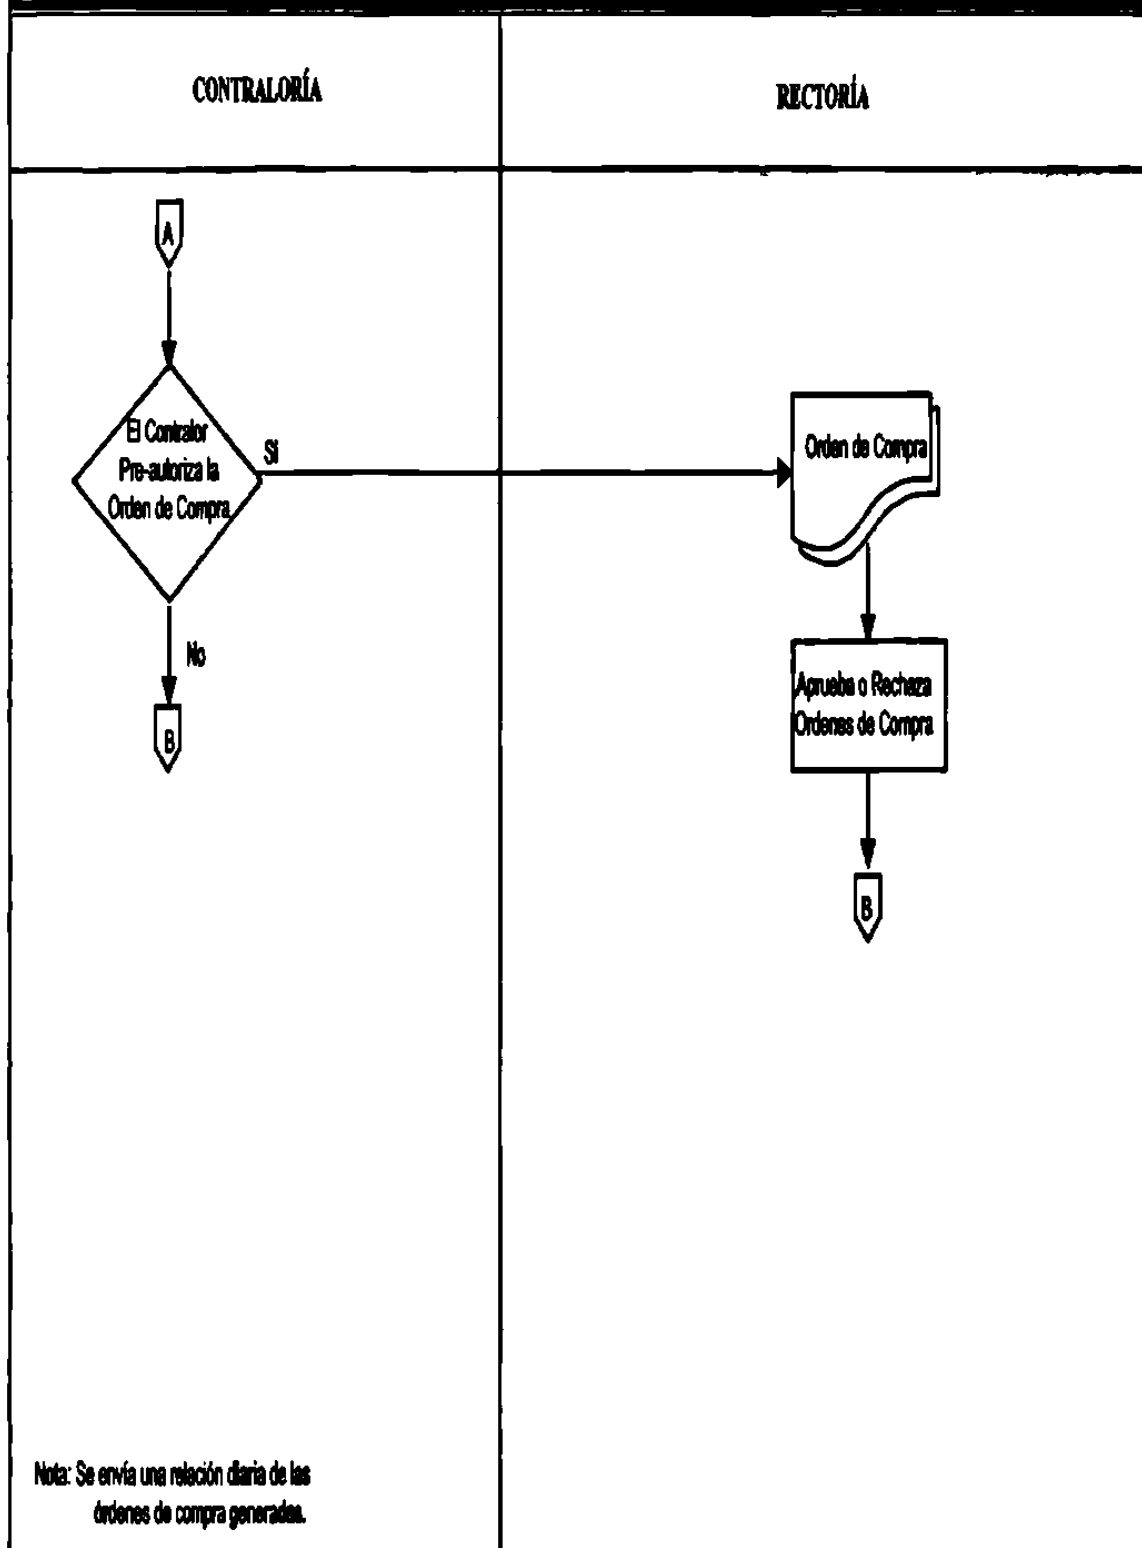 CONTRALORÍA
RECTORÍA
A
El Contralor
Pre-autoriza la
Orden de Compra
Si
No
B
Orden de Compra
Aprueba o Rechaza
Ordenes de Compra
B
Nota: Se envía una relación diaria de las
órdenes de compra generadas.